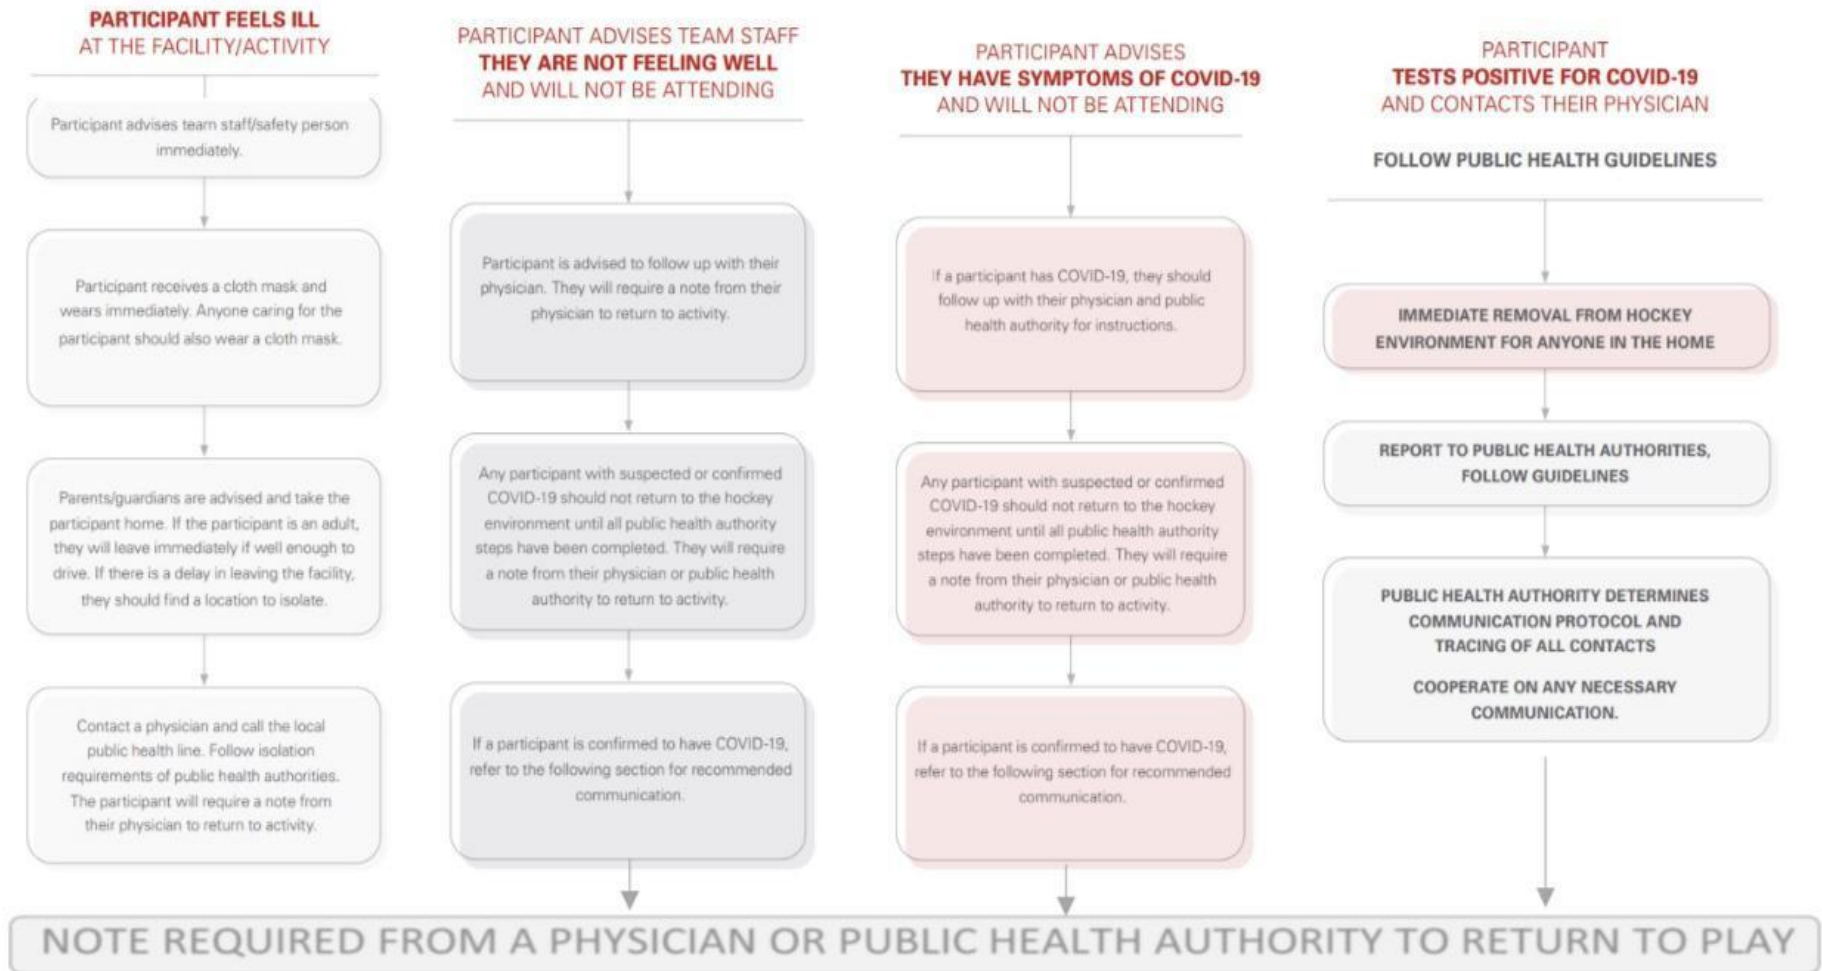 PARTICIPANT FEELS ILL
AT THE FACILITY/ACTIVITY
Participant advises team staff/safety person
immediately.
Participant receives a cloth mask and
wears immediately. Anyone caring for the
participant should also wear a cloth mask.
Parents/guardians are advised and take the
participant home. If the participant is an adult,
they will leave immediately if well enough to
drive. If there is a delay in leaving the facility,
they should find a location to isolate.
Contact a physician and call the local
public health line. Follow isolation
requirements of public health authorities.
The participant will require a note from
their physician to return to activity.
PARTICIPANT ADVISES TEAM STAFF
THEY ARE NOT FEELING WELL
AND WILL NOT BE ATTENDING
Participant is advised to follow up with their
physician. They will require a note from their
physician to return to activity.
Any participant with suspected or confirmed
COVID-19 should not return to the hockey
environment until all public health authority
steps have been completed. They will require
a note from their physician or public health
authority to return to activity.
If a participant is confirmed to have COVID-19,
refer to the following section for recommended
communication.
PARTICIPANT ADVISES
THEY HAVE SYMPTOMS OF COVID-19
AND WILL NOT BE ATTENDING
If a participant has COVID-19, they should
follow up with their physician and public
health authority for instructions.
Any participant with suspected or confirmed
COVID-19 should not return to the hockey
environment until all public health authority
steps have been completed. They will require
a note from their physician or public health
authority to return to activity.
If a participant is confirmed to have COVID-19,
refer to the following section for recommended
communication.
PARTICIPANT
TESTS POSITIVE FOR COVID-19
AND CONTACTS THEIR PHYSICIAN
FOLLOW PUBLIC HEALTH GUIDELINES
IMMEDIATE REMOVAL FROM HOCKEY
ENVIRONMENT FOR ANYONE IN THE HOME
REPORT TO PUBLIC HEALTH AUTHORITIES,
FOLLOW GUIDELINES
PUBLIC HEALTH AUTHORITY DETERMINES
COMMUNICATION PROTOCOL AND
TRACING OF ALL CONTACTS
COOPERATE ON ANY NECESSARY
COMMUNICATION.
NOTE REQUIRED FROM A PHYSICIAN OR PUBLIC HEALTH AUTHORITY TO RETURN TO PLAY